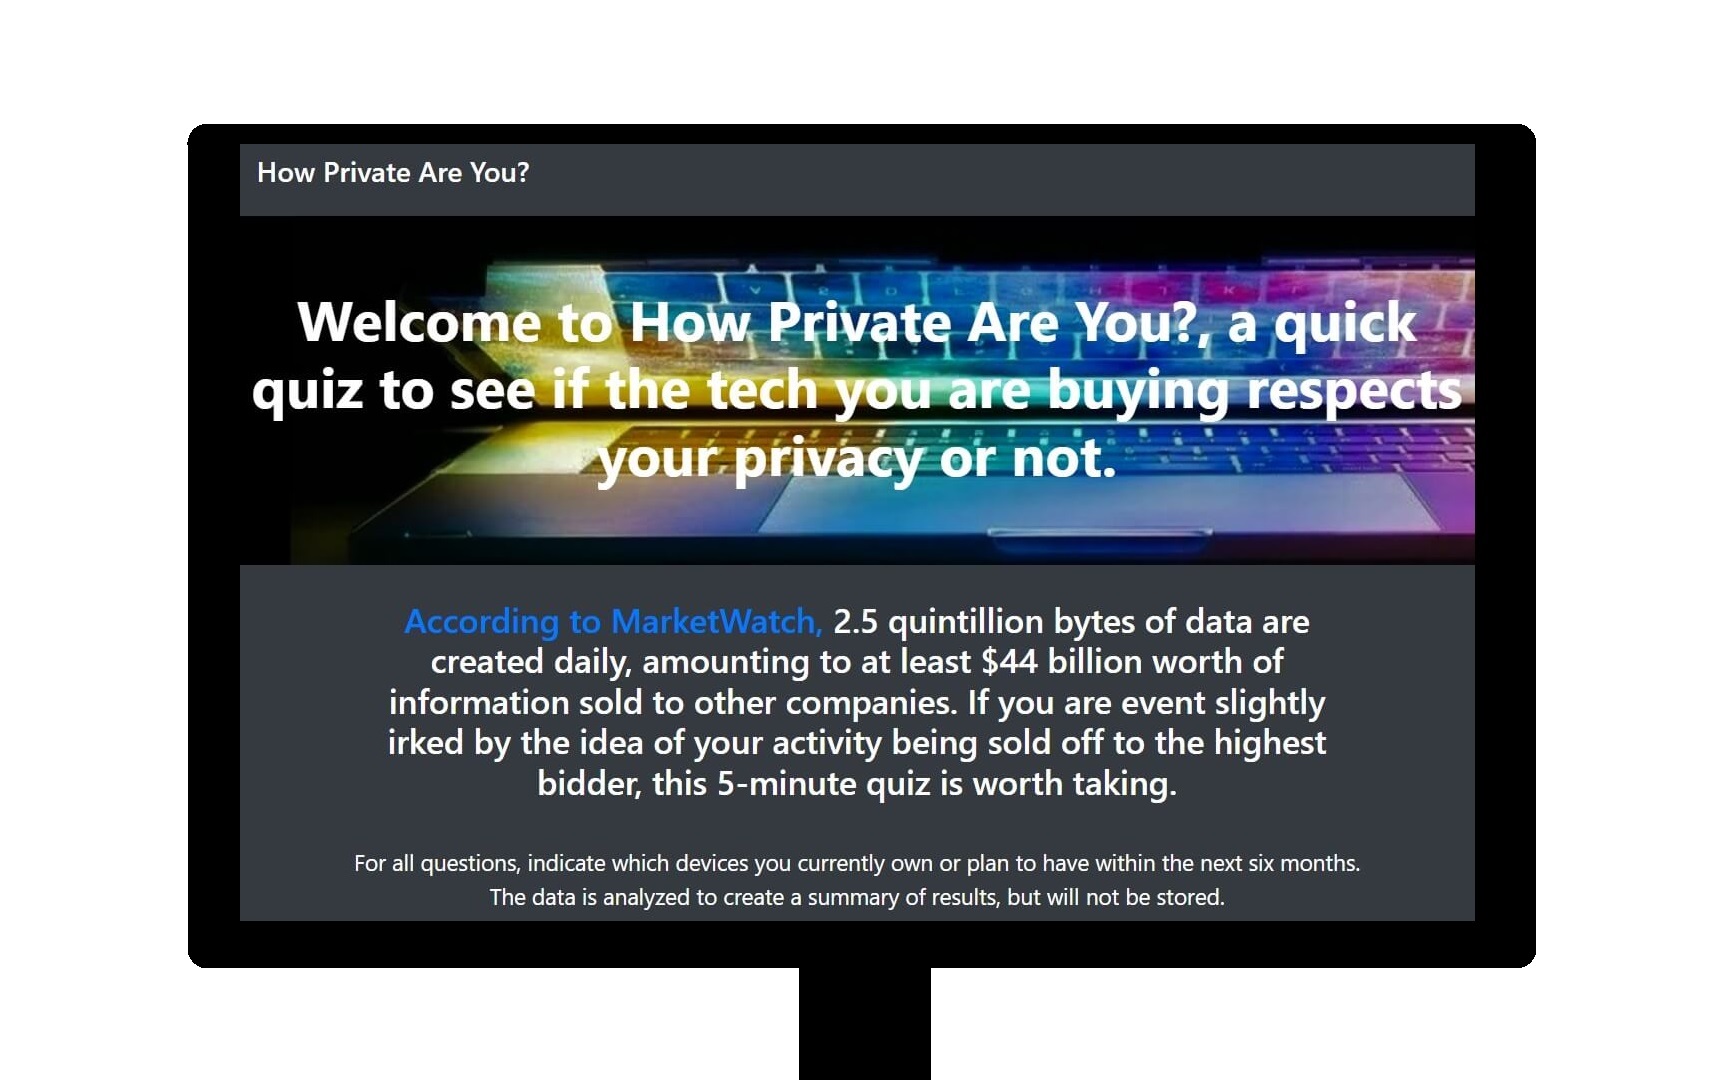 How Private Are You?
Welcome to How Private Are You?, a quick
quiz to see if the tech you are buying respects
your privacy or not.
According to MarketWatch, 2.5 quintillion bytes of data are
created daily, amounting to at least $44 billion worth of
information sold to other companies. If you are event slightly
irked by the idea of your activity being sold off to the highest
bidder, this 5-minute quiz is worth taking.
For all questions, indicate which devices you currently own or plan to have within the next six months.
The data is analyzed to create a summary of results, but will not be stored.